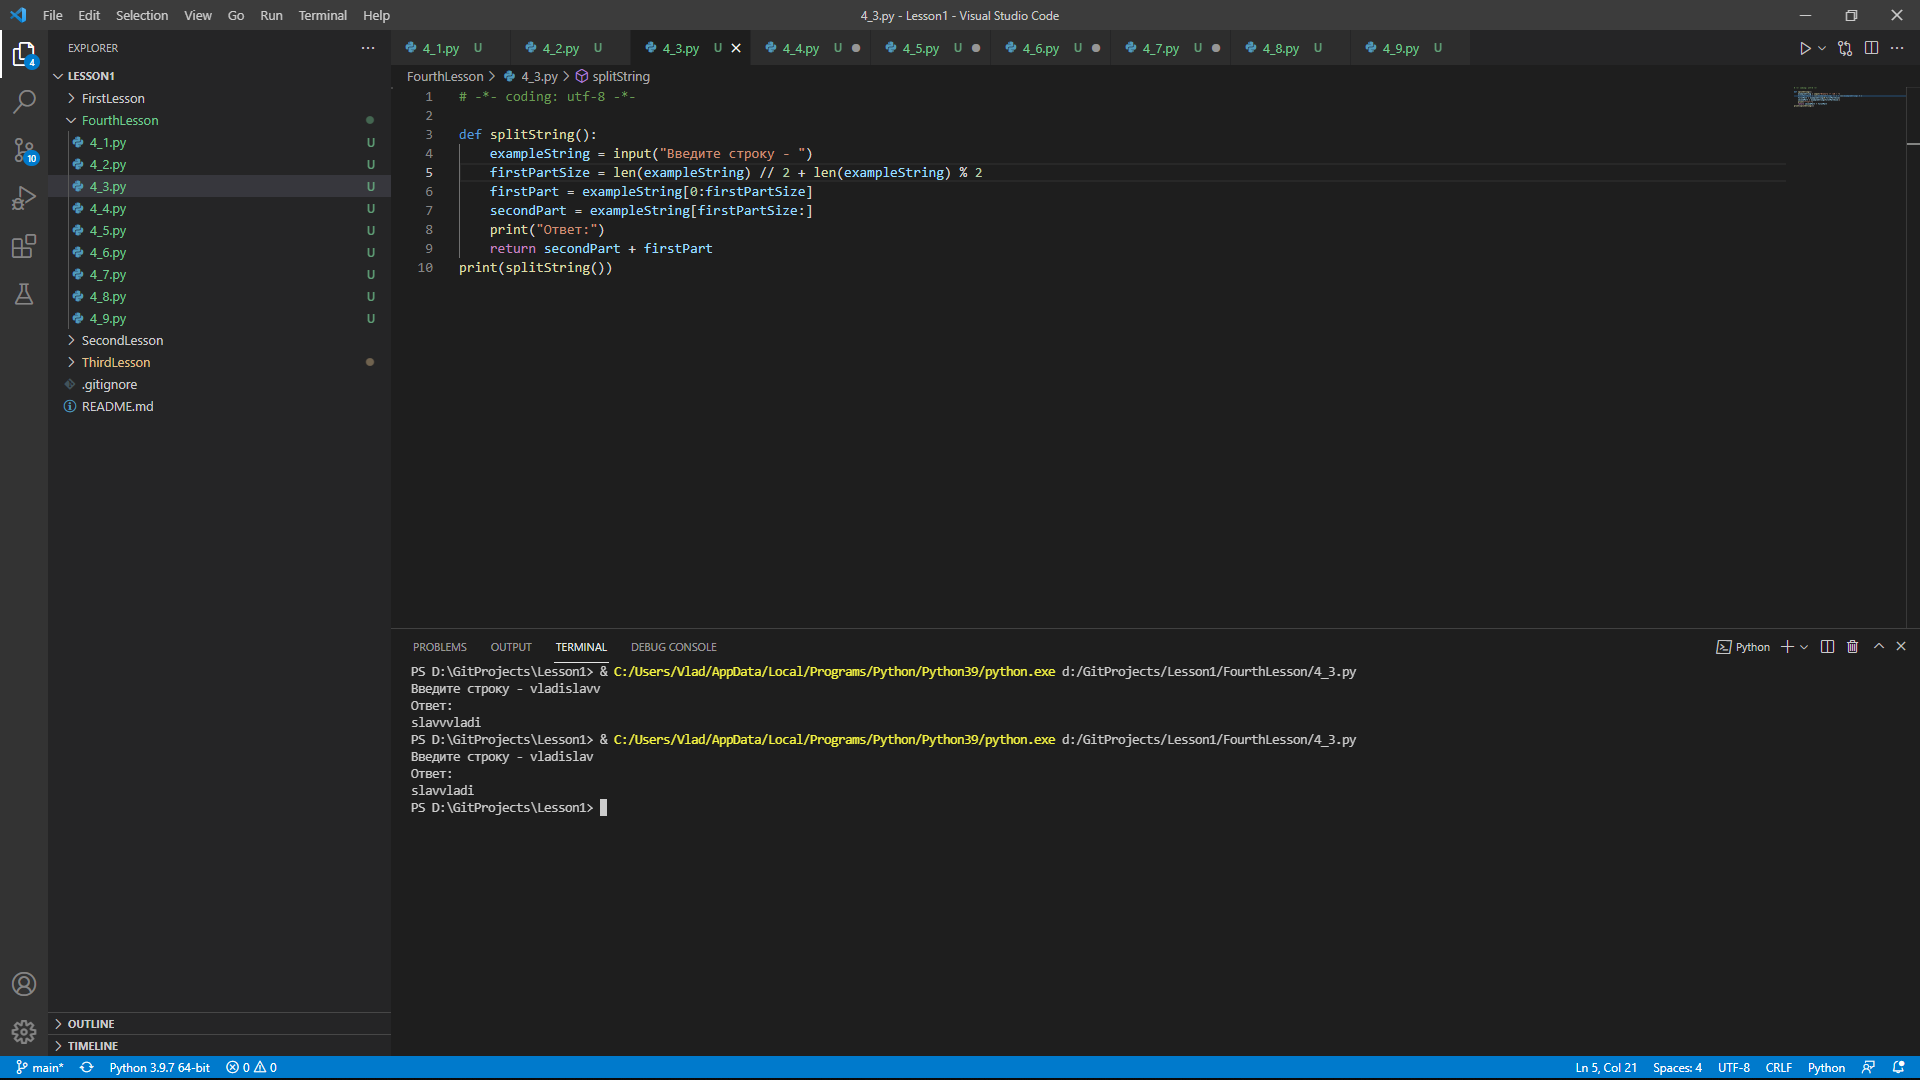 File Edit Selection View Go Run Terminal Help
4_3.py - Lesson1 - Visual Studio Code
EXPLORER
4
10
LESSON1
FirstLesson
FourthLesson
4_1.py U
4_2.py U
4_3.py U
4_4.py U
4_5.py U
4_6.py U
4_7.py U
4_8.py U
4_9.py U
SecondLesson
ThirdLesson
.gitignore
README.md
OUTLINE
TIMELINE
4_1.py U 4_2.py U 4_3.py U 4_4.py U 4_5.py U 4_6.py U 4_7.py U 4_8.py U 4_9.py U
FourthLesson > 4_3.py > splitString
1 # -*- coding: utf-8 -*-
2
3 def splitString():
4 exampleString = input("Введите строку - ")
5 firstPartSize = len(exampleString) // 2 + len(exampleString) % 2
6 firstPart = exampleString[0:firstPartSize]
7 secondPart = exampleString[firstPartSize:]
8 print("Ответ:")
9 return secondPart + firstPart
10 print(splitString())
PROBLEMS OUTPUT TERMINAL DEBUG CONSOLE
Python
PS D:\GitProjects\Lesson1> & C:/Users/Vlad/AppData/Local/Programs/Python/Python39/python.exe d:/GitProjects/Lesson1/FourthLesson/4_3.py
Введите строку - vladislavv
Ответ:
slavvvladi
PS D:\GitProjects\Lesson1> & C:/Users/Vlad/AppData/Local/Programs/Python/Python39/python.exe d:/GitProjects/Lesson1/FourthLesson/4_3.py
Введите строку - vladislav
Ответ:
slavvladi
PS D:\GitProjects\Lesson1>
main* Python 3.9.7 64-bit 0 0
Ln 5, Col 21 Spaces: 4 UTF-8 CRLF Python